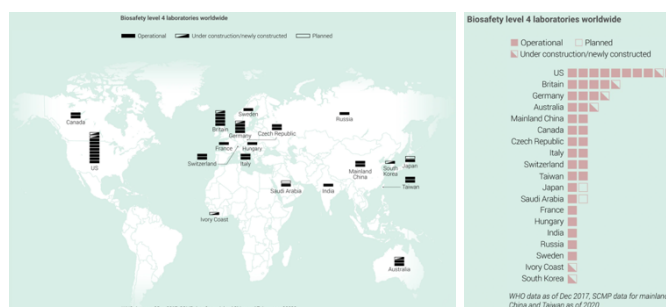 Biosafety level 4 laboratories worldwide
Operational Under construction/newly constructed Planned
Canada
US
Britain
Sweden
Germany
Czech Republic
France
Hungary
Switzerland
Italy
Russia
Mainland China
South Korea
Japan
Taiwan
Saudi Arabia
India
Ivory Coast
Australia
Biosafety level 4 laboratories worldwide
Operational Planned
Under construction/newly constructed
US
Britain
Germany
Australia
Mainland China
Canada
Czech Republic
Italy
Switzerland
Taiwan
Japan
Saudi Arabia
France
Hungary
India
Russia
Sweden
Ivory Coast
South Korea
WHO data as of Dec 2017, SCMP data for mainlan
China and Taiwan as of 2020